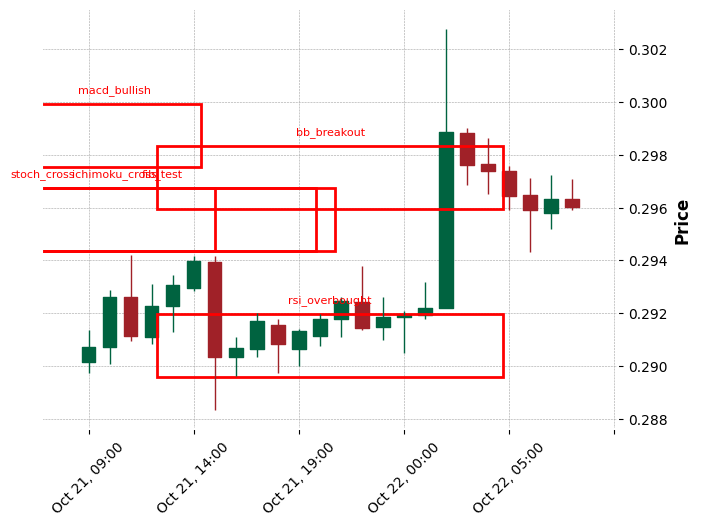 macd_bullish
bb_breakout
stoch_cross
ichimoku_cross
fib_test
rsi_overbought
0.302
0.300
0.298
0.296
0.294
0.292
0.290
0.288
Price
Oct 21, 09:00
Oct 21, 14:00
Oct 21, 19:00
Oct 22, 00:00
Oct 22, 05:00